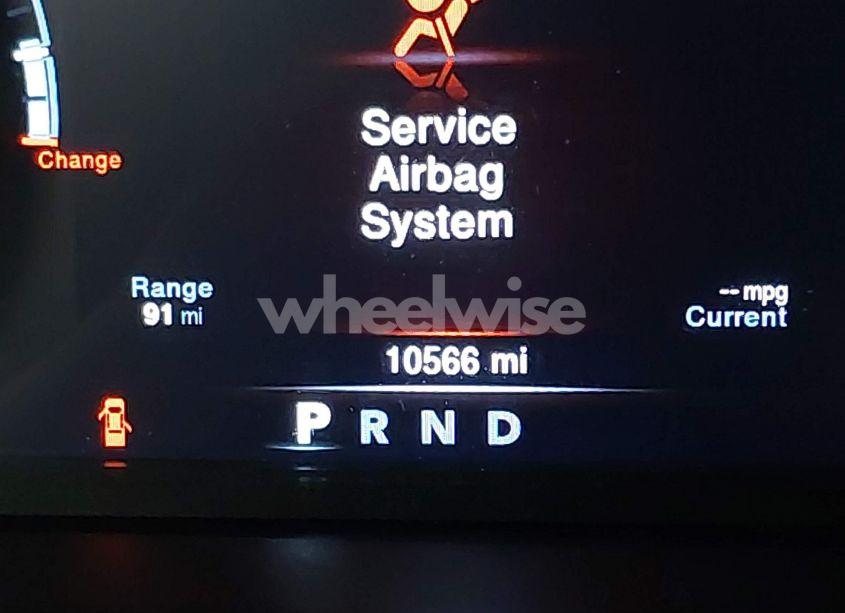 Service
Airbag
System
Change
Range
91 mi
-- mpg
Current
wheelwise
10566 mi
P R N D